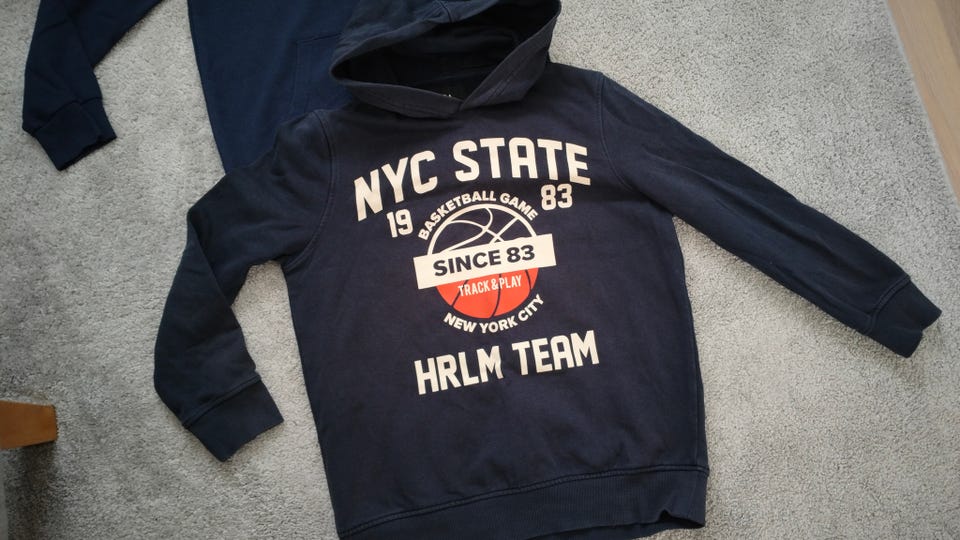 NYC STATE
19 83
BASKETBALL GAME
SINCE 83
TRACK & PLAY
NEW YORK CITY
HRLM TEAM